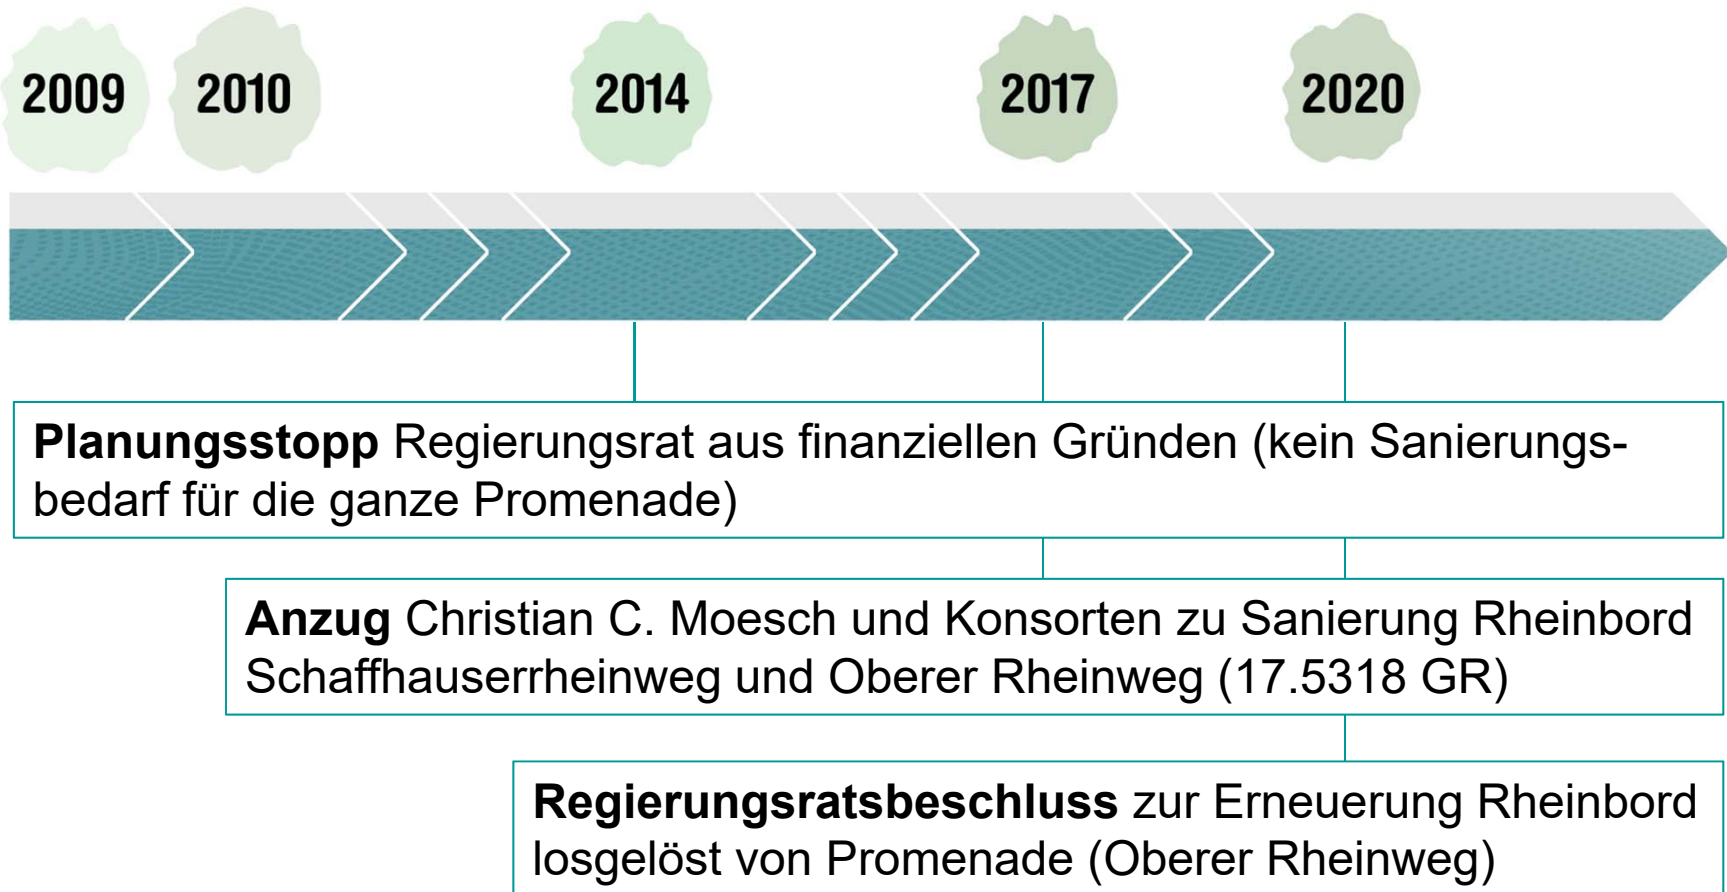 2009 2010 2014 2017 2020
Planungsstopp Regierungsrat aus finanziellen Gründen (kein Sanierungs-
bedarf für die ganze Promenade)
Anzug Christian C. Moesch und Konsorten zu Sanierung Rheinbord
Schaffhauserrheinweg und Oberer Rheinweg (17.5318 GR)
Regierungsratsbeschluss zur Erneuerung Rheinbord
losgelöst von Promenade (Oberer Rheinweg)